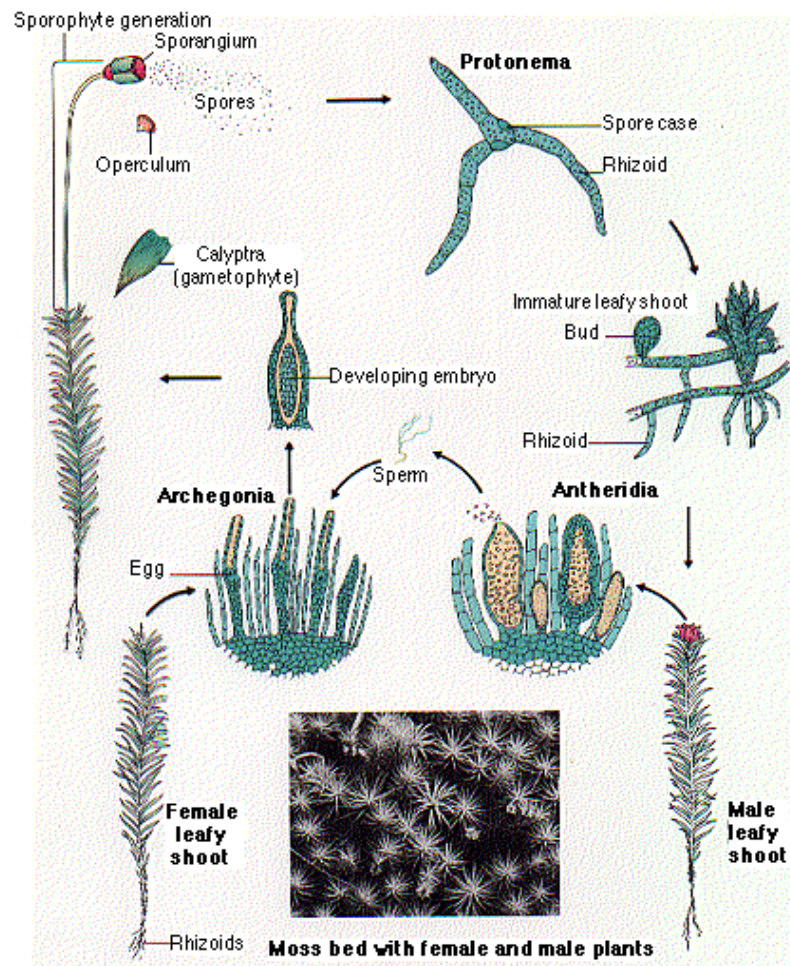 Sporophyte generation
Sporangium
Protonema
Spores
Spore case
Operculum
Rhizoid
Calyptra
(gametophyte)
Immature leafy shoot
Bud
Developing embryo
Rhizoid
Sperm
Archegonia
Antheridia
Egg
Female
leafy
shoot
Male
leafy
shoot
Rhizoids
Moss bed with female and male plants